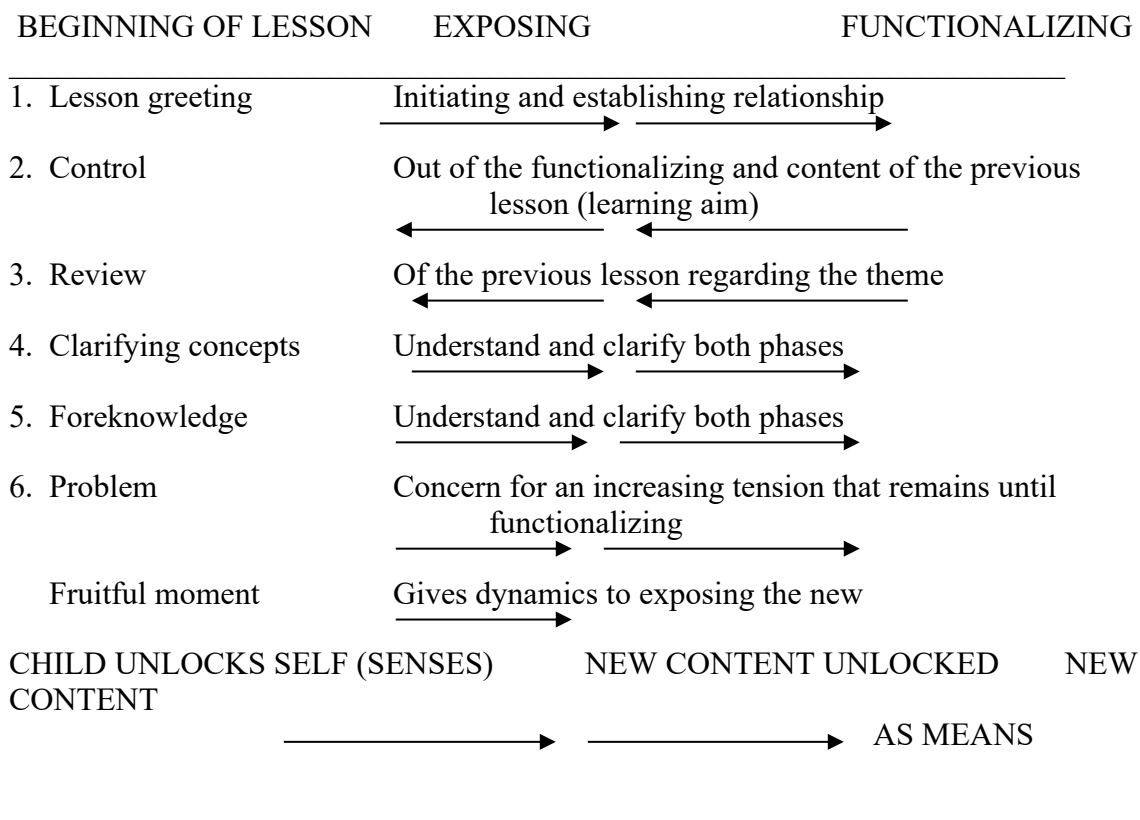 BEGINNING OF LESSON EXPOSING FUNCTIONALIZING
1. Lesson greeting Initiating and establishing relationship
2. Control Out of the functionalizing and content of the previous
lesson (learning aim)
3. Review Of the previous lesson regarding the theme
4. Clarifying concepts Understand and clarify both phases
5. Foreknowledge Understand and clarify both phases
6. Problem Concern for an increasing tension that remains until
functionalizing
Fruitful moment Gives dynamics to exposing the new
CHILD UNLOCKS SELF (SENSES) NEW CONTENT UNLOCKED NEW
CONTENT
AS MEANS